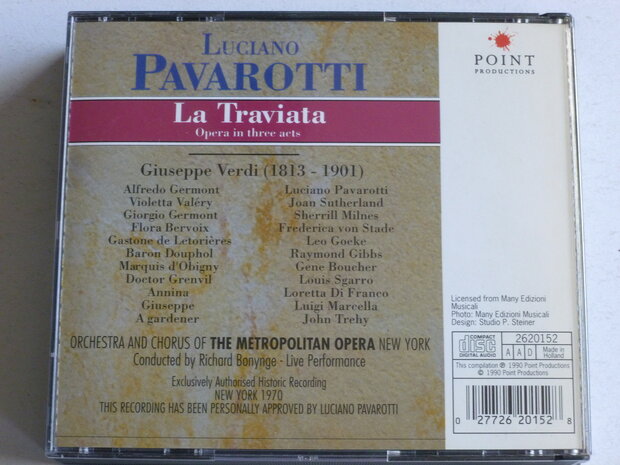 LUCIANO
PAVAROTTI
La Traviata
Opera in three acts
Giuseppe Verdi (1813 - 1901)
Alfredo Germont Luciano Pavarotti
Violetta Valéry Joan Sutherland
Giorgio Germont Sherrill Milnes
Flora Bervoix Frederica von Stade
Gastone de Letorières Leo Goeke
Baron Douphol Raymond Gibbs
Marquis d'Obigny Gene Boucher
Doctor Grenvil Louis Sgarro
Annina Loretta Di Franco
Giuseppe Luigi Marcella
A gardener John Trehy
ORCHESTRA AND CHORUS OF THE METROPOLITAN OPERA NEW YORK
Conducted by Richard Bonynge - Live Performance
Exclusively Authorised Historic Recording
NEW YORK 1970
THIS RECORDING HAS BEEN PERSONALLY APPROVED BY LUCIANO PAVAROTTI
POINT
PRODUCTIONS
Licensed from Many Edizioni
Musicali
Photo: Many Edizioni Musicali
Design: Studio P. Steiner
COMPACT
disc
DIGITAL AUDIO
2620152
A A D
Made in
Holland
This compilation ℗ 1990 Point Productions
© 1990 Point Productions
0 27726 20152 8